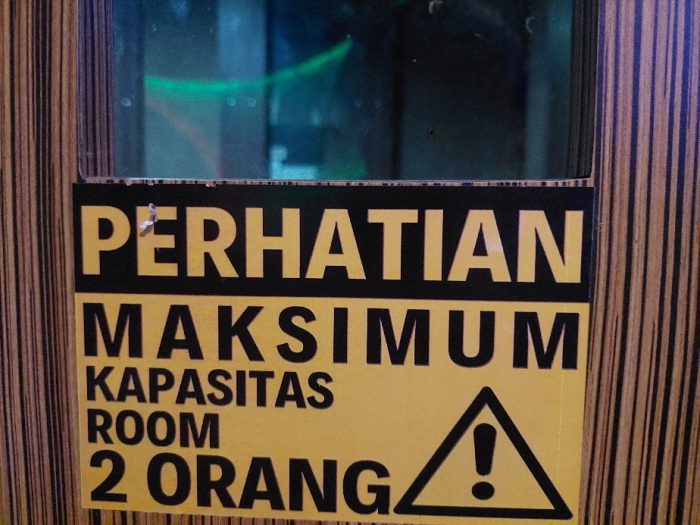 PERHATIAN
MAKSIMUM
KAPASITAS
ROOM
2 ORANG